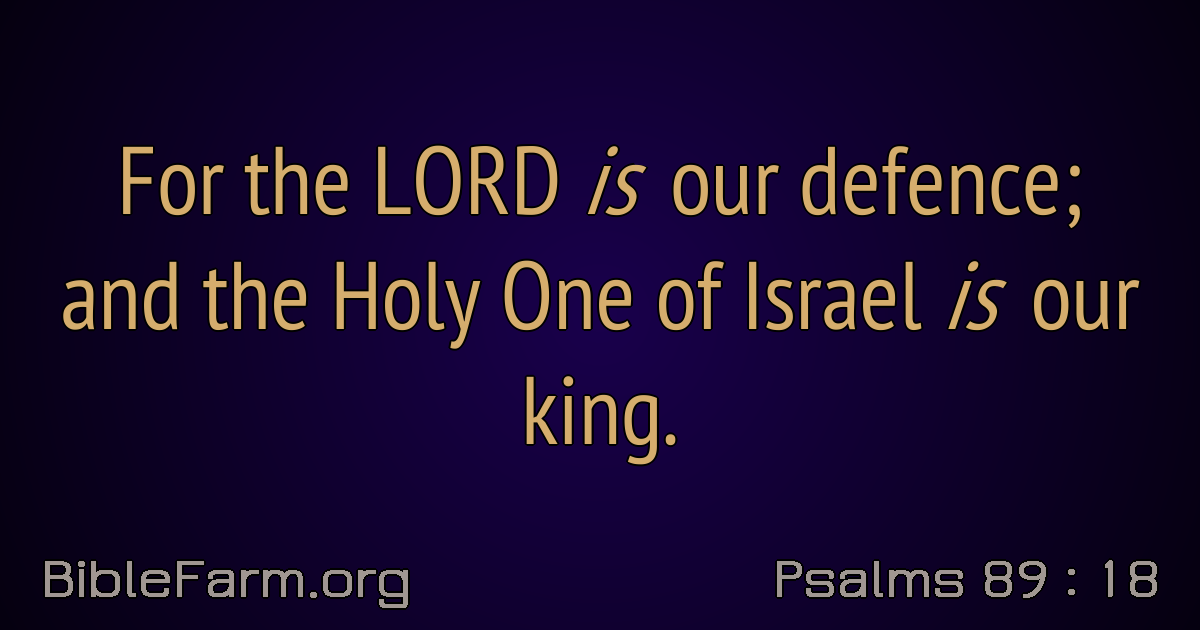 For the LORD is our defence;
and the Holy One of Israel is our
king.
BibleFarm.org
Psalms 89 : 18